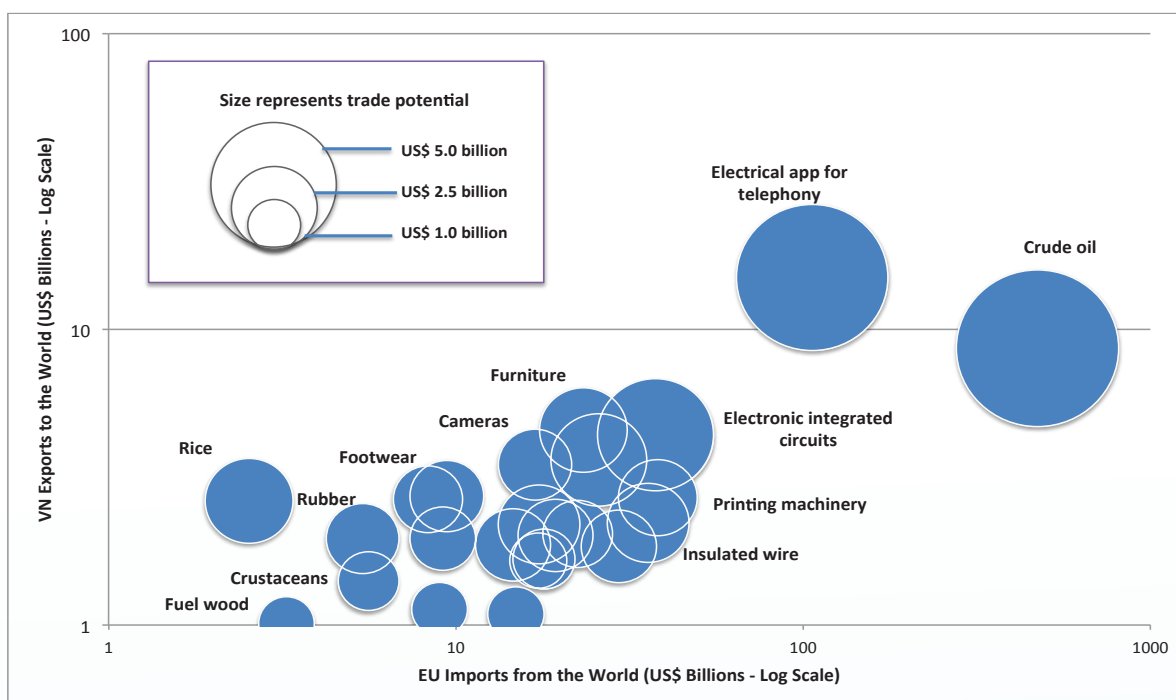 100
Size represents trade potential
US$ 5.0 billion
US$ 2.5 billion
US$ 1.0 billion
Electrical app for
telephony
Crude oil
10
Furniture
Cameras
Electronic integrated
circuits
Rice
Footwear
Rubber
Printing machinery
Insulated wire
Crustaceans
Fuel wood
1
1
10
100
1000
EU Imports from the World (US$ Billions - Log Scale)
VN Exports to the World (US$ Billions - Log Scale)